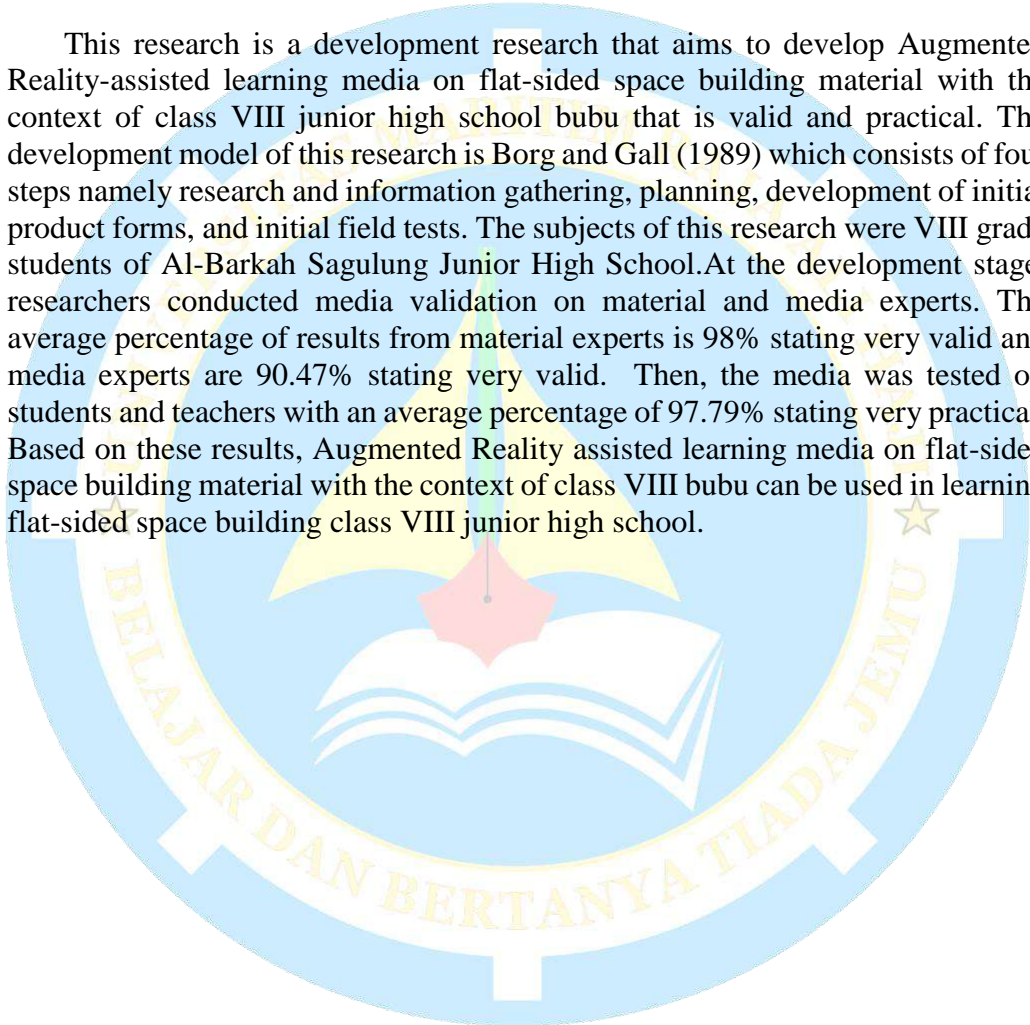 This research is a development research that aims to develop Augmente
Reality-assisted learning media on flat-sided space building material with th
context of class VIII junior high school bubu that is valid and practical. Th
development model of this research is Borg and Gall (1989) which consists of fou
steps namely research and information gathering, planning, development of initia
product forms, and initial field tests. The subjects of this research were VIII grad
students of Al-Barkah Sagulung Junior High School.At the development stage
researchers conducted media validation on material and media experts. Th
average percentage of results from material experts is 98% stating very valid an
media experts are 90.47% stating very valid. Then, the media was tested o
students and teachers with an average percentage of 97.79% stating very practica
Based on these results, Augmented Reality assisted learning media on flat-side
space building material with the context of class VIII bubu can be used in learnin
flat-sided space building class VIII junior high school.
UNIVERSITAS MARITIM RAJA ALI HAJI
BELAJAR DAN BERTANYA TIADA JEMU